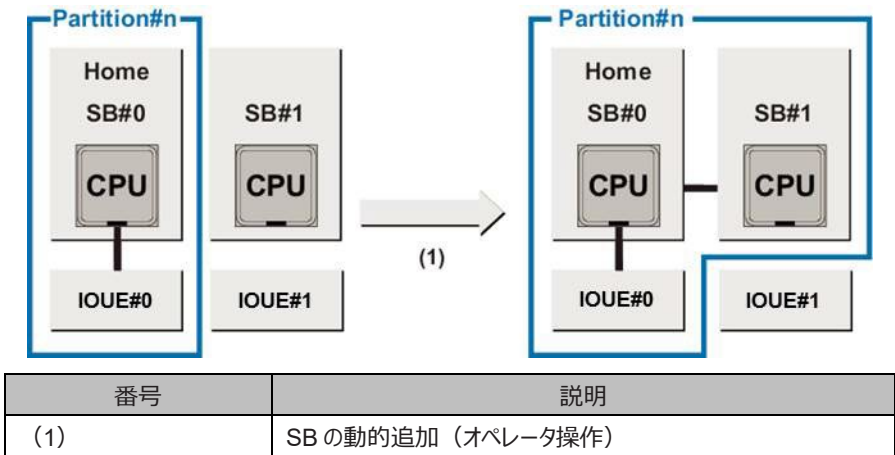 Partition#n
Partition#n
Home
SB#0
SB#1
Home
SB#0
SB#1
CPU
CPU
CPU
CPU
(1)
IOUE#0
IOUE#1
IOUE#0
IOUE#1
番号
説明
（1）
SB の動的追加（オペレータ操作）